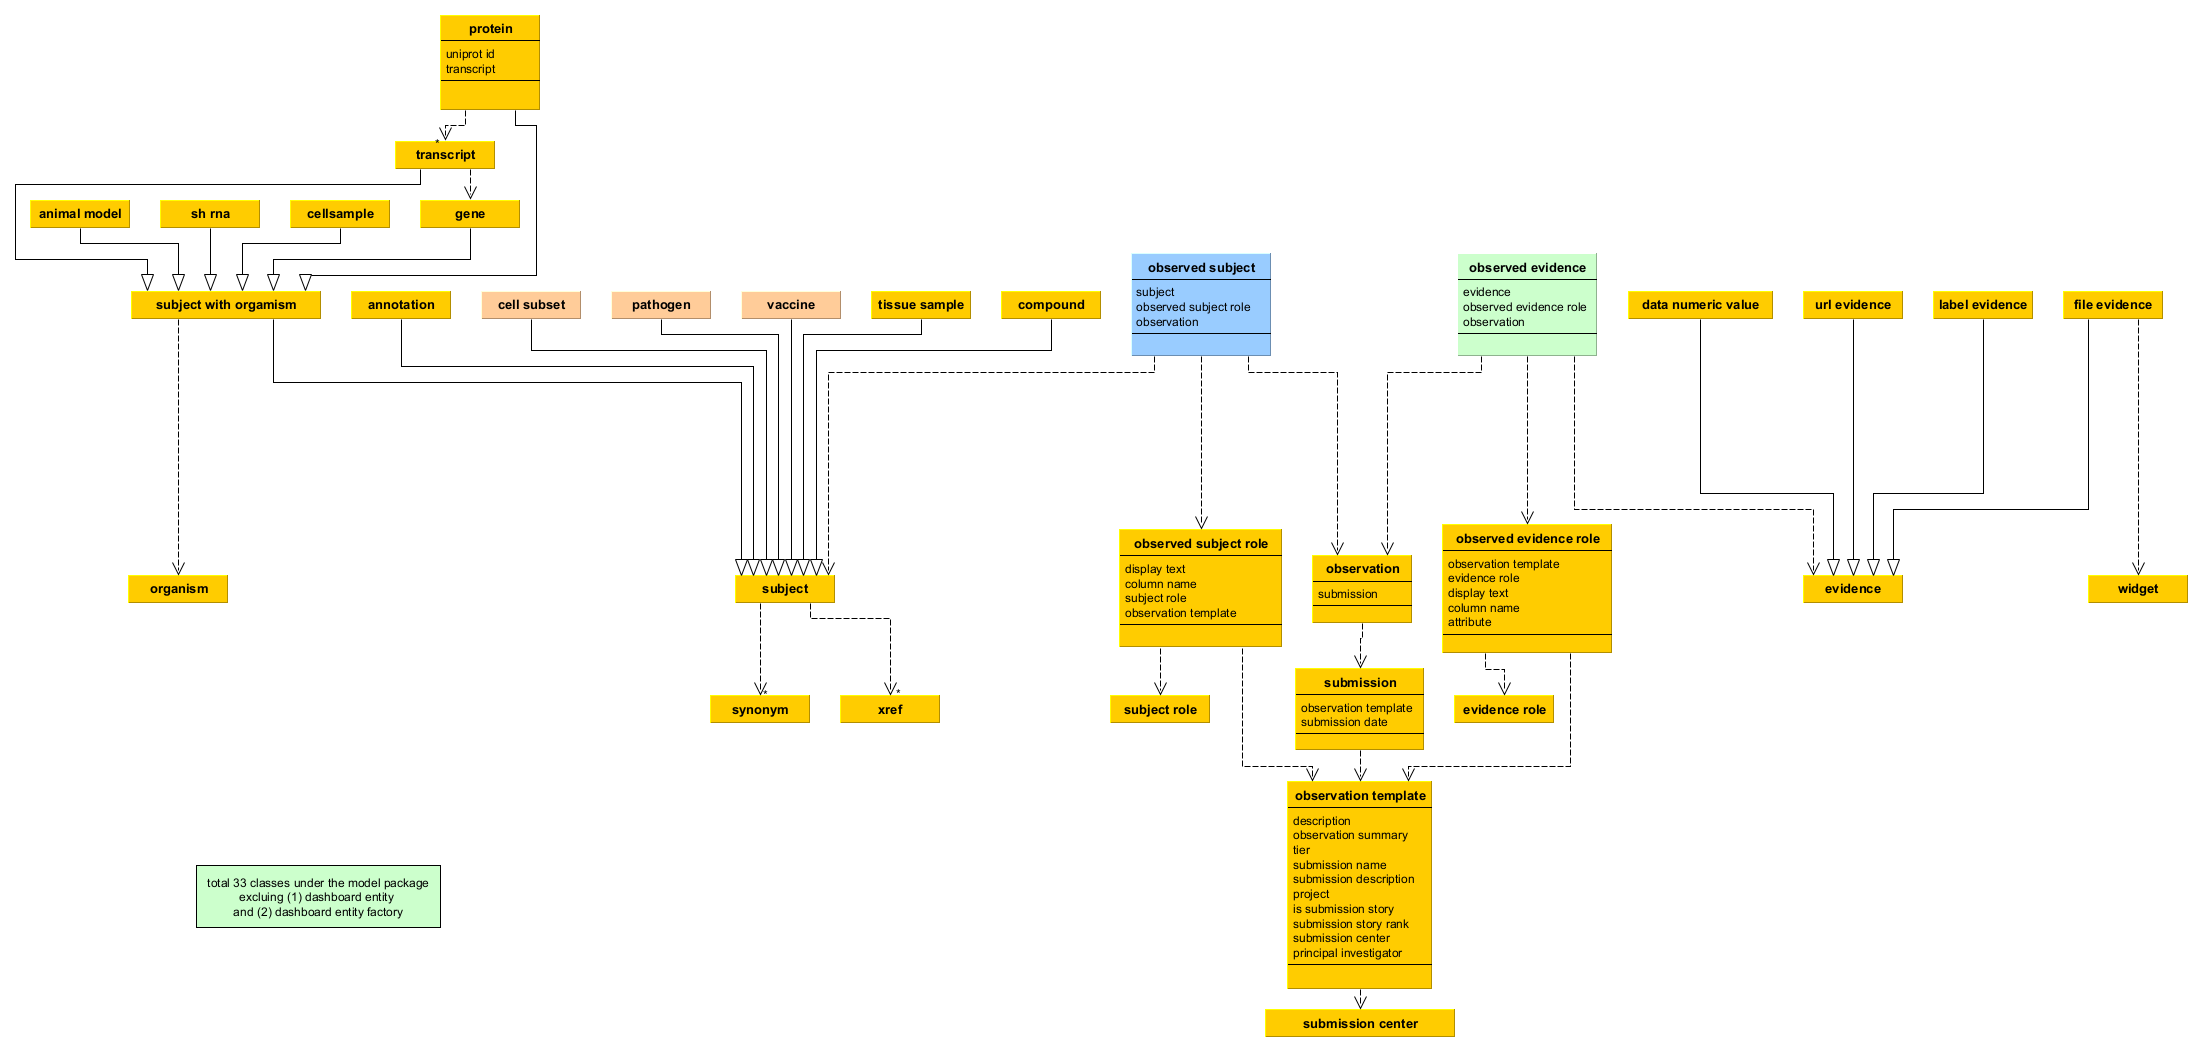 protein
uniprot id
transcript
*
transcript
animal model
sh rna
cellsample
gene
subject with orgamism
annotation
cell subset
pathogen
vaccine
tissue sample
compound
observed subject
subject
observed subject role
observation
observed evidence
evidence
observed evidence role
observation
data numeric value
url evidence
label evidence
file evidence
organism
subject
observed subject role
display text
column name
subject role
observation template
observation
submission
observed evidence role
observation template
evidence role
display text
column name
attribute
evidence
widget
*
synonym
*
xref
subject role
submission
observation template
submission date
evidence role
observation template
description
observation summary
tier
submission name
submission description
project
is submission story
submission story rank
submission center
principal investigator
total 33 classes under the model package
excluing (1) dashboard entity
and (2) dashboard entity factory
submission center